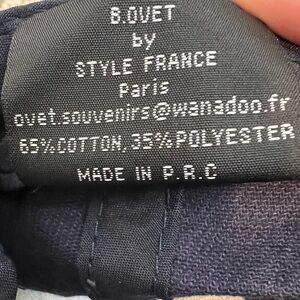 B.OVET
by
STYLE FRANCE
Paris
ovet.souvenirs@wanadoo.fr
65%COTTON, 35%POLYESTER
MADE IN P.R.C